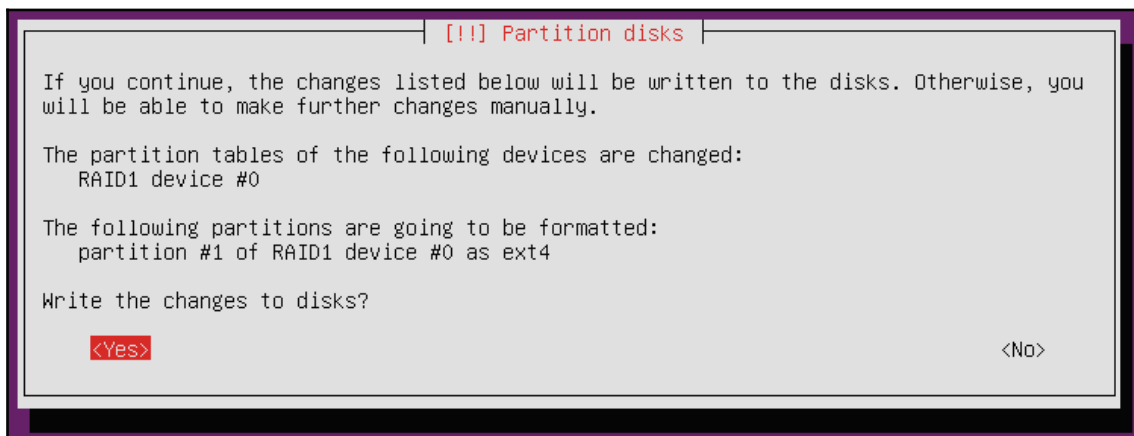 [!!] Partition disks
If you continue, the changes listed below will be written to the disks. Otherwise, you
will be able to make further changes manually.
The partition tables of the following devices are changed:
RAID1 device #0
The following partitions are going to be formatted:
partition #1 of RAID1 device #0 as ext4
Write the changes to disks?
<Yes> <No>